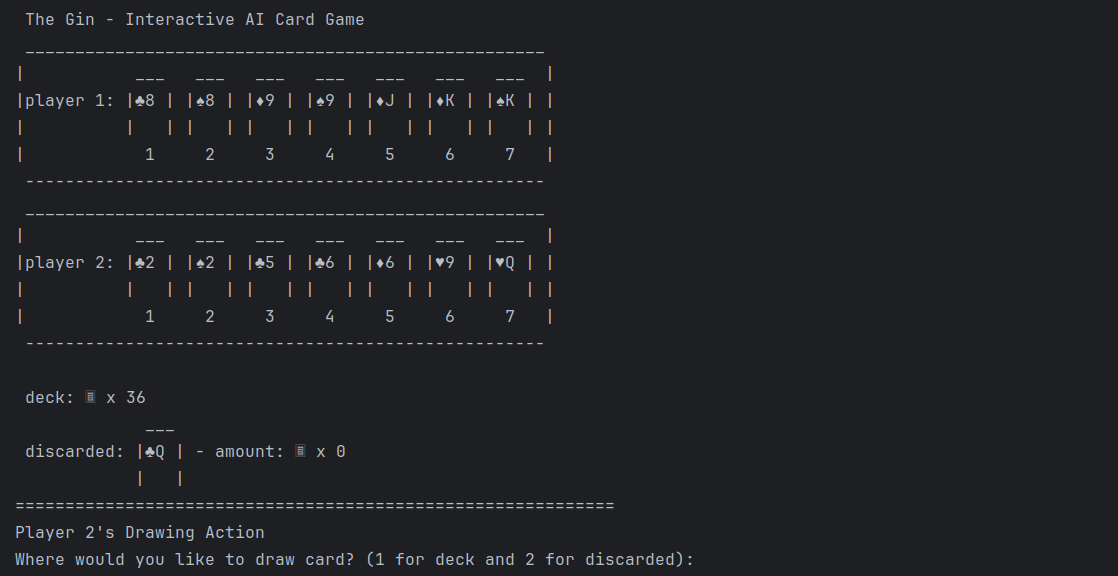 The Gin - Interactive AI Card Game
____________________________________________________
|           ___   ___   ___   ___   ___   ___   ___  |
|player 1: |♣8 | |♠8 | |♦9 | |♠9 | |♦J | |♦K | |♠K | |
|          |   | |   | |   | |   | |   | |   | |   | |
|            1     2     3     4     5     6     7   |
----------------------------------------------------
____________________________________________________
|           ___   ___   ___   ___   ___   ___   ___  |
|player 2: |♣2 | |♠2 | |♣5 | |♣6 | |♦6 | |♥9 | |♥Q | |
|          |   | |   | |   | |   | |   | |   | |   | |
|            1     2     3     4     5     6     7   |
----------------------------------------------------
deck: 🂠 x 36
___
discarded: |♣Q | - amount: 🂠 x 0
|   |
============================================================
Player 2's Drawing Action
Where would you like to draw card? (1 for deck and 2 for discarded):